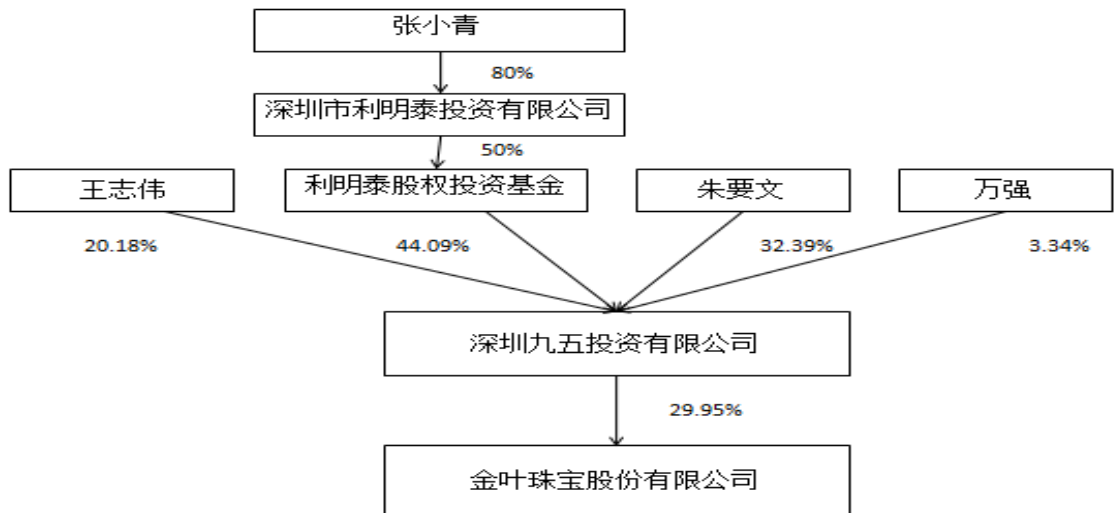 张小青
80%
深圳市利明泰投资有限公司
50%
王志伟
利明泰股权投资基金
朱要文
万强
20.18%
44.09%
32.39%
3.34%
深圳九五投资有限公司
29.95%
金叶珠宝股份有限公司